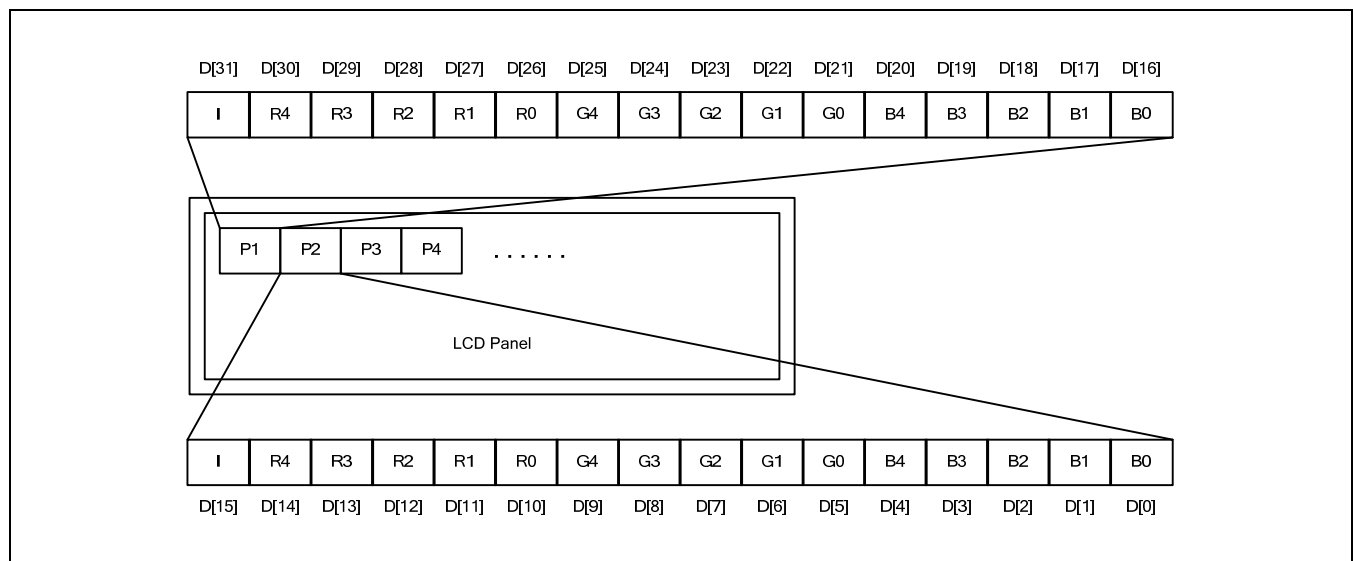 D[31] D[30] D[29] D[28] D[27] D[26] D[25] D[24] D[23] D[22] D[21] D[20] D[19] D[18] D[17] D[16]
I R4 R3 R2 R1 R0 G4 G3 G2 G1 G0 B4 B3 B2 B1 B0
P1 P2 P3 P4 ......
LCD Panel
I R4 R3 R2 R1 R0 G4 G3 G2 G1 G0 B4 B3 B2 B1 B0
D[15] D[14] D[13] D[12] D[11] D[10] D[9] D[8] D[7] D[6] D[5] D[4] D[3] D[2] D[1] D[0]